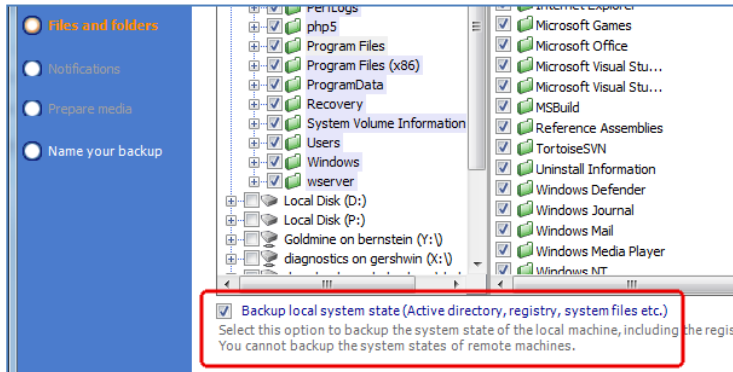 Files and folders
Notifications
Prepare media
Name your backup
PerfLogs
php5
Program Files
Program Files (x86)
ProgramData
Recovery
System Volume Information
Users
Windows
wserver
Local Disk (D:)
Local Disk (P:)
Goldmine on bernstein (Y:\)
diagnostics on gershwin (X:\)
Internet Explorer
Microsoft Games
Microsoft Office
Microsoft Visual Stu...
Microsoft Visual Stu...
MSBuild
Reference Assemblies
TortoiseSVN
Uninstall Information
Windows Defender
Windows Journal
Windows Mail
Windows Media Player
Windows NT
Backup local system state (Active directory, registry, system files etc.)
Select this option to backup the system state of the local machine, including the regis
You cannot backup the system states of remote machines.